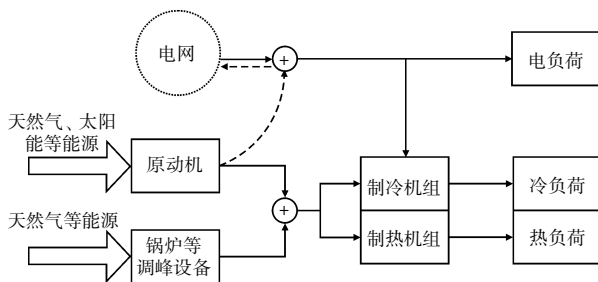 电网
+
电负荷
天然气、太阳
能等能源
原动机
制冷机组
冷负荷
+
天然气等能源
锅炉等
调峰设备
制热机组
热负荷